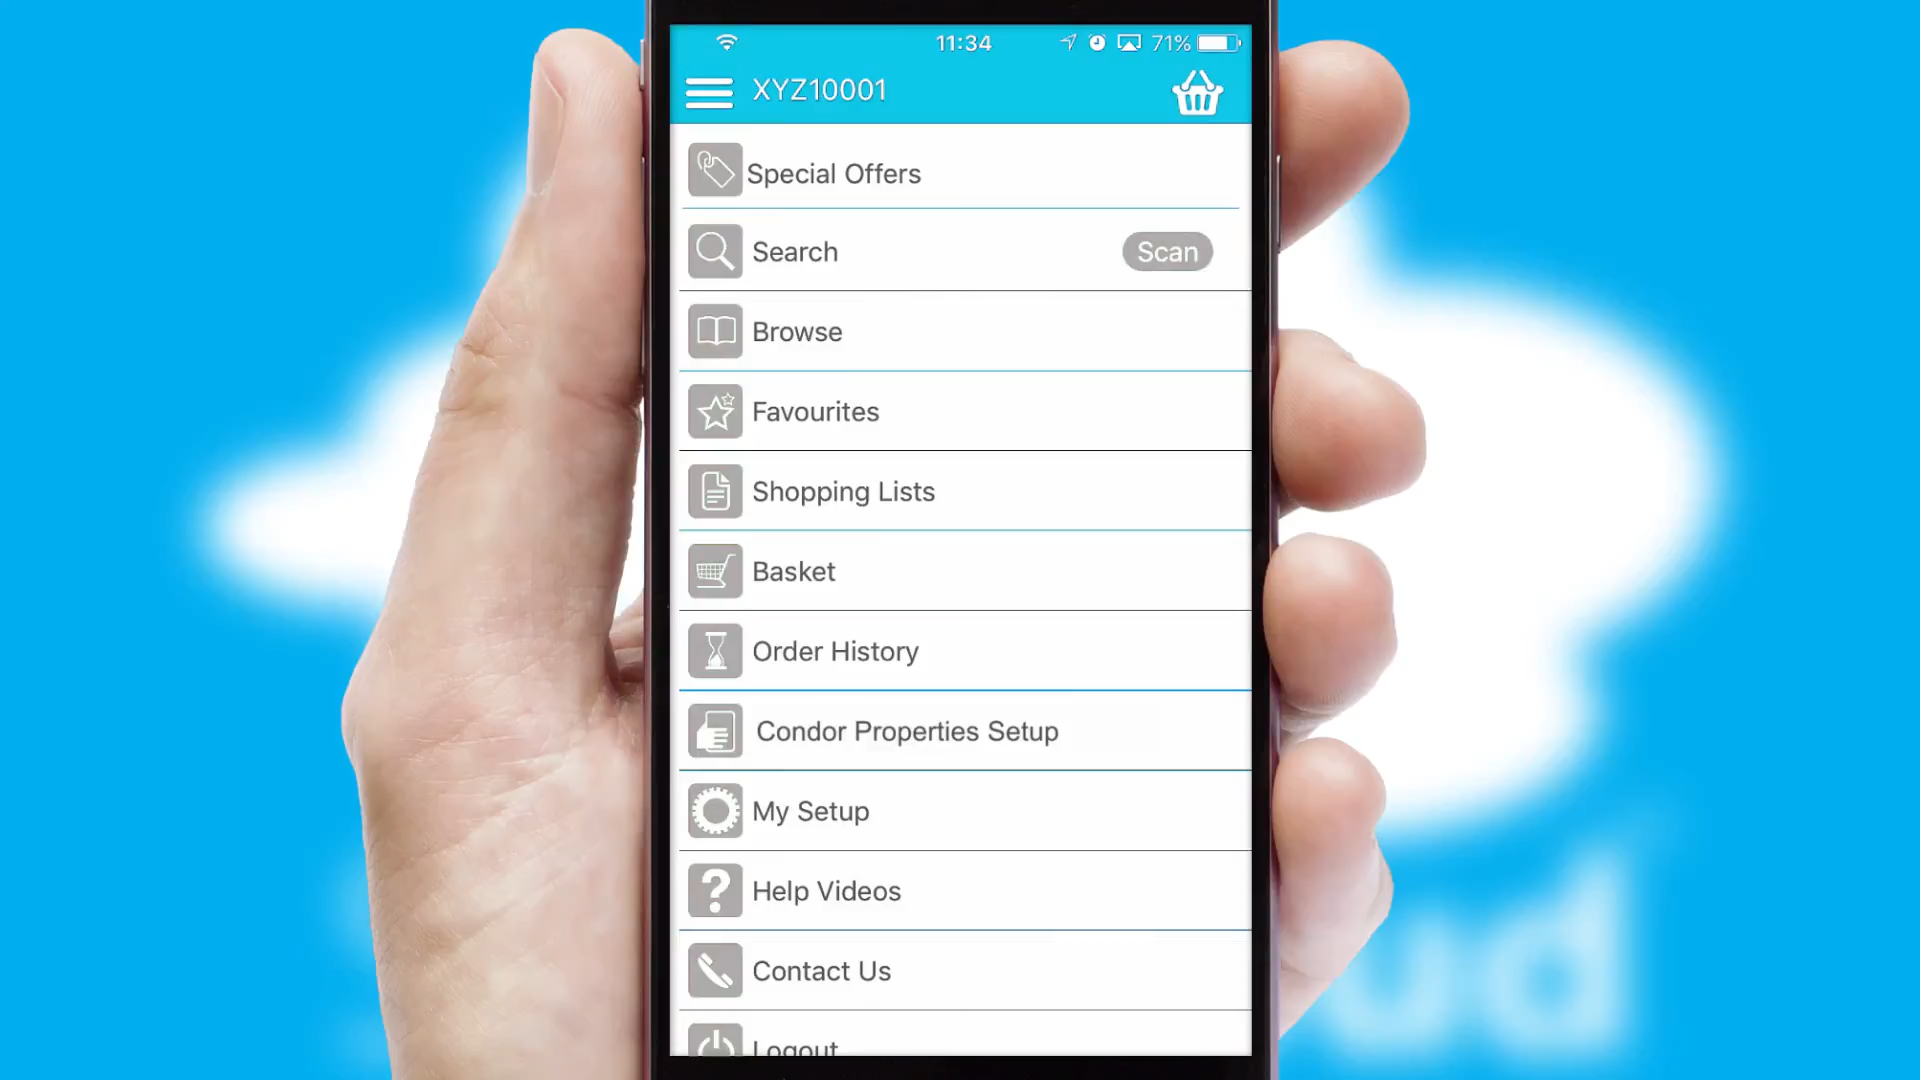 11:34
71%
XYZ10001
Special Offers
Search
Scan
Browse
Favourites
Shopping Lists
Basket
Order History
Condor Properties Setup
My Setup
Help Videos
Contact Us
Logout
ud